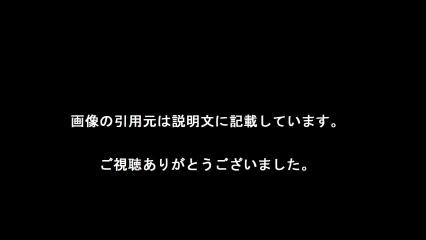 画像の引用元は説明文に記載しています。
ご視聴ありがとうございました。